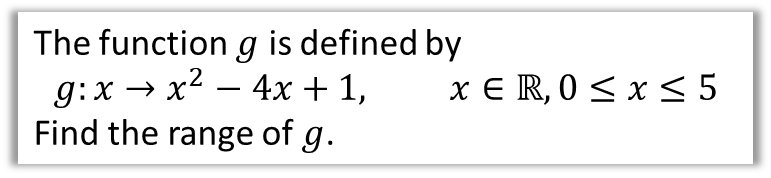 The function g is defined by
g: x → x² − 4x + 1, x ∈ ℝ, 0 ≤ x ≤ 5
Find the range of g.